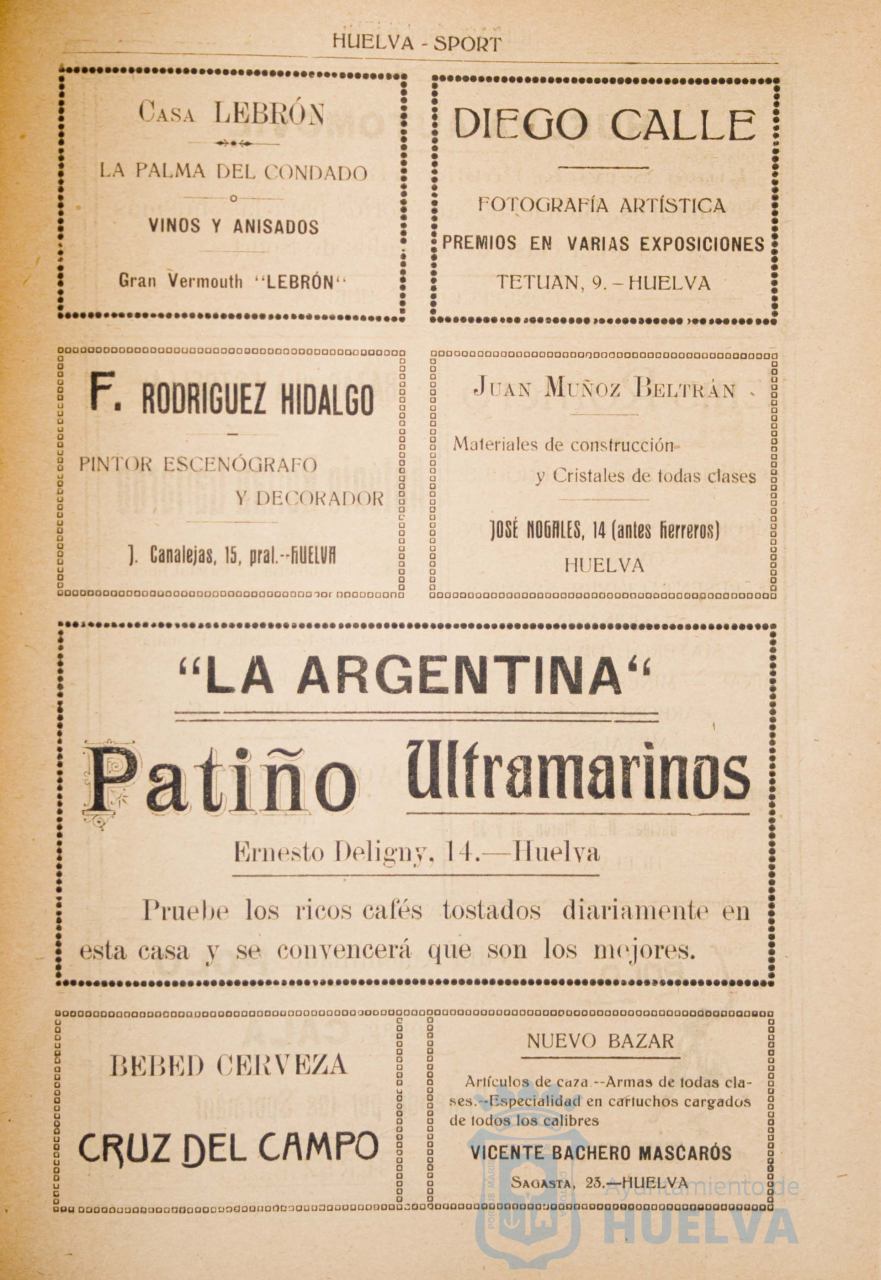 HUELVA - SPORT
CASA LEBRÓN
LA PALMA DEL CONDADO
VINOS Y ANISADOS
Gran Vermouth "LEBRÓN"
DIEGO CALLE
FOTOGRAFÍA ARTÍSTICA
PREMIOS EN VARIAS EXPOSICIONES
TETUAN, 9. - HUELVA
F. RODRIGUEZ HIDALGO
PINTOR ESCENÓGRAFO
Y DECORADOR
J. Canalejas, 15, pral.--HUELVA
JUAN MUÑOZ BELTRÁN
Materiales de construcción
y Cristales de todas clases
JOSÉ NOGALES, 14 (antes Herreros)
HUELVA
"LA ARGENTINA"
Patiño Ultramarinos
Ernesto Deligny, 14.—Huelva
Pruebe los ricos cafés tostados diariamente en
esta casa y se convencerá que son los mejores.
BEBED CERVEZA
CRUZ DEL CAMPO
NUEVO BAZAR
Artículos de caza.--Armas de todas cla-
ses.--Especialidad en cartuchos cargados
de todos los calibres
VICENTE BACHERO MASCARÓS
SAGASTA, 23.—HUELVA
Ayuntamiento de
HUELVA